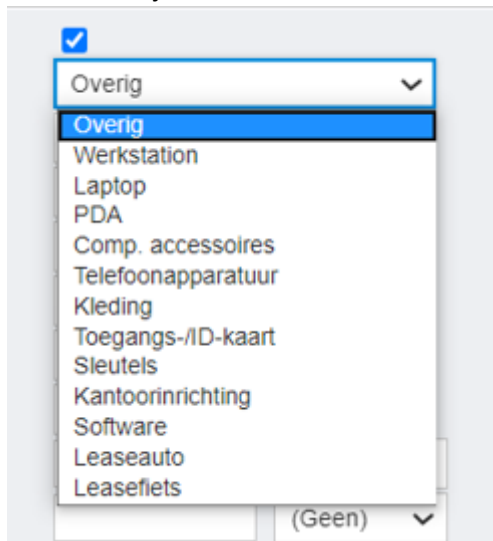 Overig
Overig
Werkstation
Laptop
PDA
Comp. accessoires
Telefoonapparatuur
Kleding
Toegangs-/ID-kaart
Sleutels
Kantoorinrichting
Software
Leaseauto
Leasefiets
(Geen)